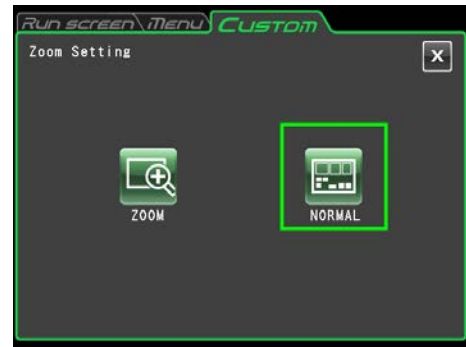 Run screen Menu Custom
Zoom Setting
X
ZOOM NORMAL